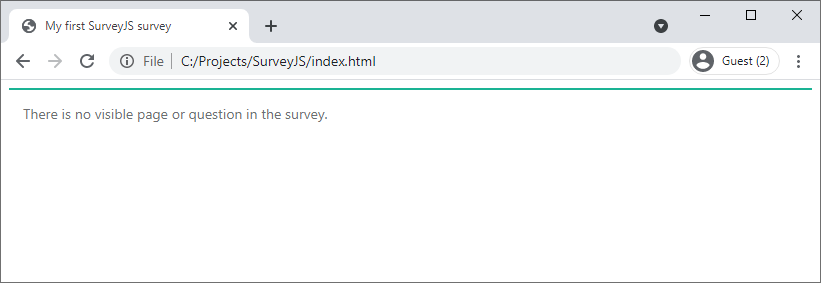 My first SurveyJS survey
File C:/Projects/SurveyJS/index.html
Guest (2)
There is no visible page or question in the survey.